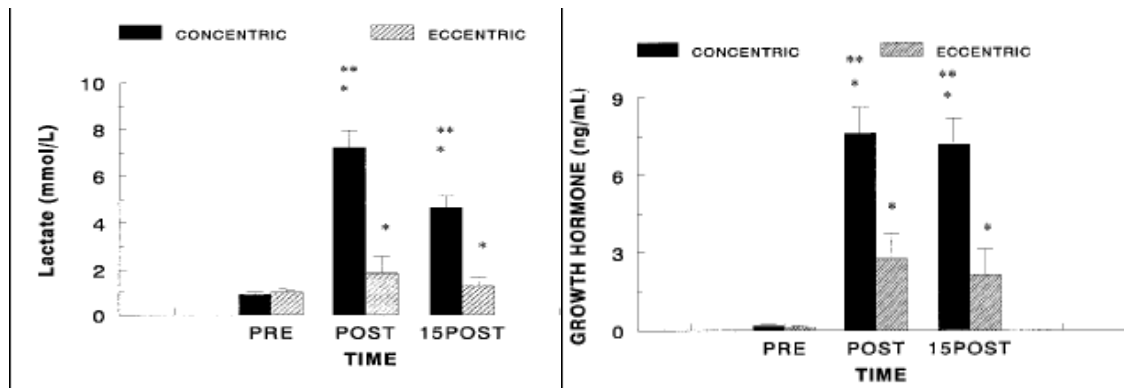 CONCENTRIC ECCENTRIC
Lactate (mmol/L)
10
8
6
4
2
0
**
*
**
*
*
*
PRE POST 15POST
TIME
CONCENTRIC ECCENTRIC
GROWTH HORMONE (ng/mL)
9
6
3
0
**
*
**
*
*
*
PRE POST 15POST
TIME